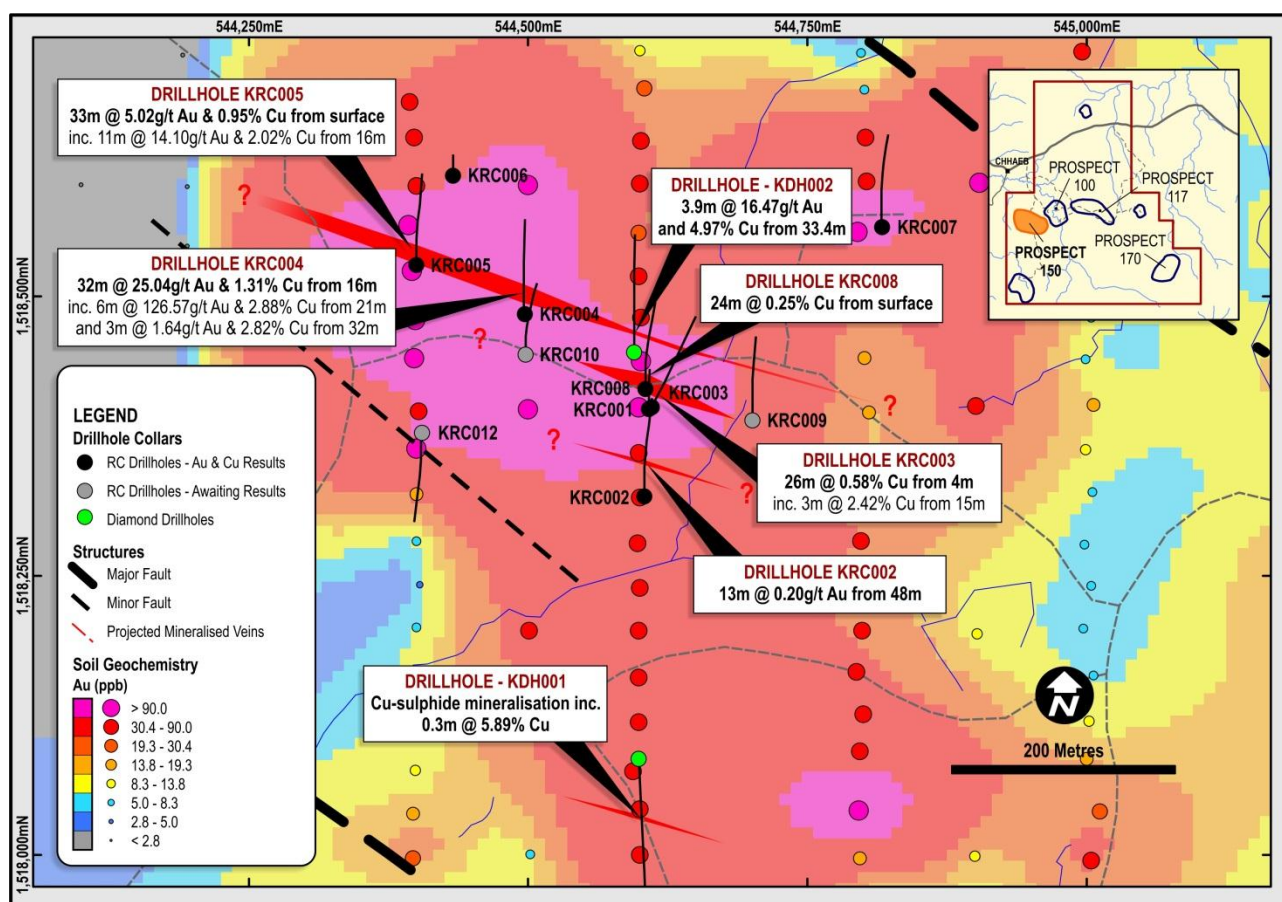 544,250mE
544,500mE
544,750mE
545,000mE
1,518,500mN
1,518,250mN
1,518,000mN
DRILLHOLE KRC005
33m @ 5.02g/t Au & 0.95% Cu from surface
inc. 11m @ 14.10g/t Au & 2.02% Cu from 16m
KRC006
DRILLHOLE - KDH002
3.9m @ 16.47g/t Au
and 4.97% Cu from 33.4m
KRC007
CHHAEB
PROSPECT
100
PROSPECT
117
PROSPECT
150
PROSPECT
170
?
KRC005
DRILLHOLE KRC004
32m @ 25.04g/t Au & 1.31% Cu from 16m
inc. 6m @ 126.57g/t Au & 2.88% Cu from 21m
and 3m @ 1.64g/t Au & 2.82% Cu from 32m
KRC004
DRILLHOLE KRC008
24m @ 0.25% Cu from surface
?
KRC010
KRC008
KRC003
KRC001
?
KRC009
KRC012
?
DRILLHOLE KRC003
26m @ 0.58% Cu from 4m
inc. 3m @ 2.42% Cu from 15m
KRC002
?
DRILLHOLE KRC002
13m @ 0.20g/t Au from 48m
DRILLHOLE - KDH001
Cu-sulphide mineralisation inc.
0.3m @ 5.89% Cu
N
200 Metres
LEGEND
Drillhole Collars
RC Drillholes - Au & Cu Results
RC Drillholes - Awaiting Results
Diamond Drillholes
Structures
Major Fault
Minor Fault
Projected Mineralised Veins
Soil Geochemistry
Au (ppb)
> 90.0
30.4 - 90.0
19.3 - 30.4
13.8 - 19.3
8.3 - 13.8
5.0 - 8.3
2.8 - 5.0
< 2.8